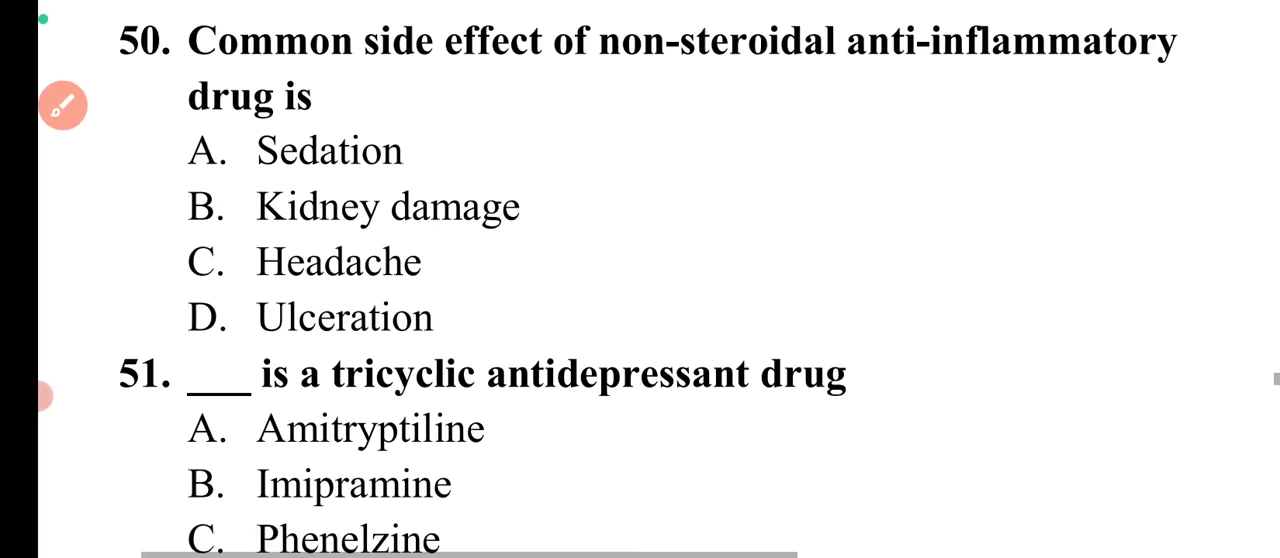 50. Common side effect of non-steroidal anti-inflammatory
drug is
A. Sedation
B. Kidney damage
C. Headache
D. Ulceration
51. ___ is a tricyclic antidepressant drug
A. Amitryptiline
B. Imipramine
C. Phenelzine